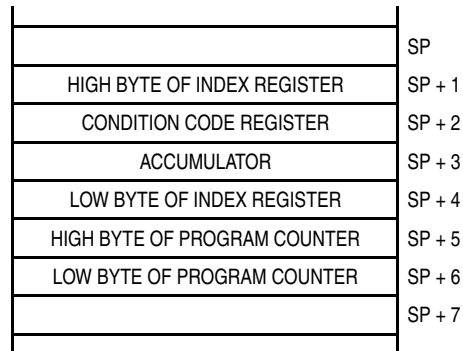 SP
HIGH BYTE OF INDEX REGISTER SP + 1
CONDITION CODE REGISTER SP + 2
ACCUMULATOR SP + 3
LOW BYTE OF INDEX REGISTER SP + 4
HIGH BYTE OF PROGRAM COUNTER SP + 5
LOW BYTE OF PROGRAM COUNTER SP + 6
SP + 7